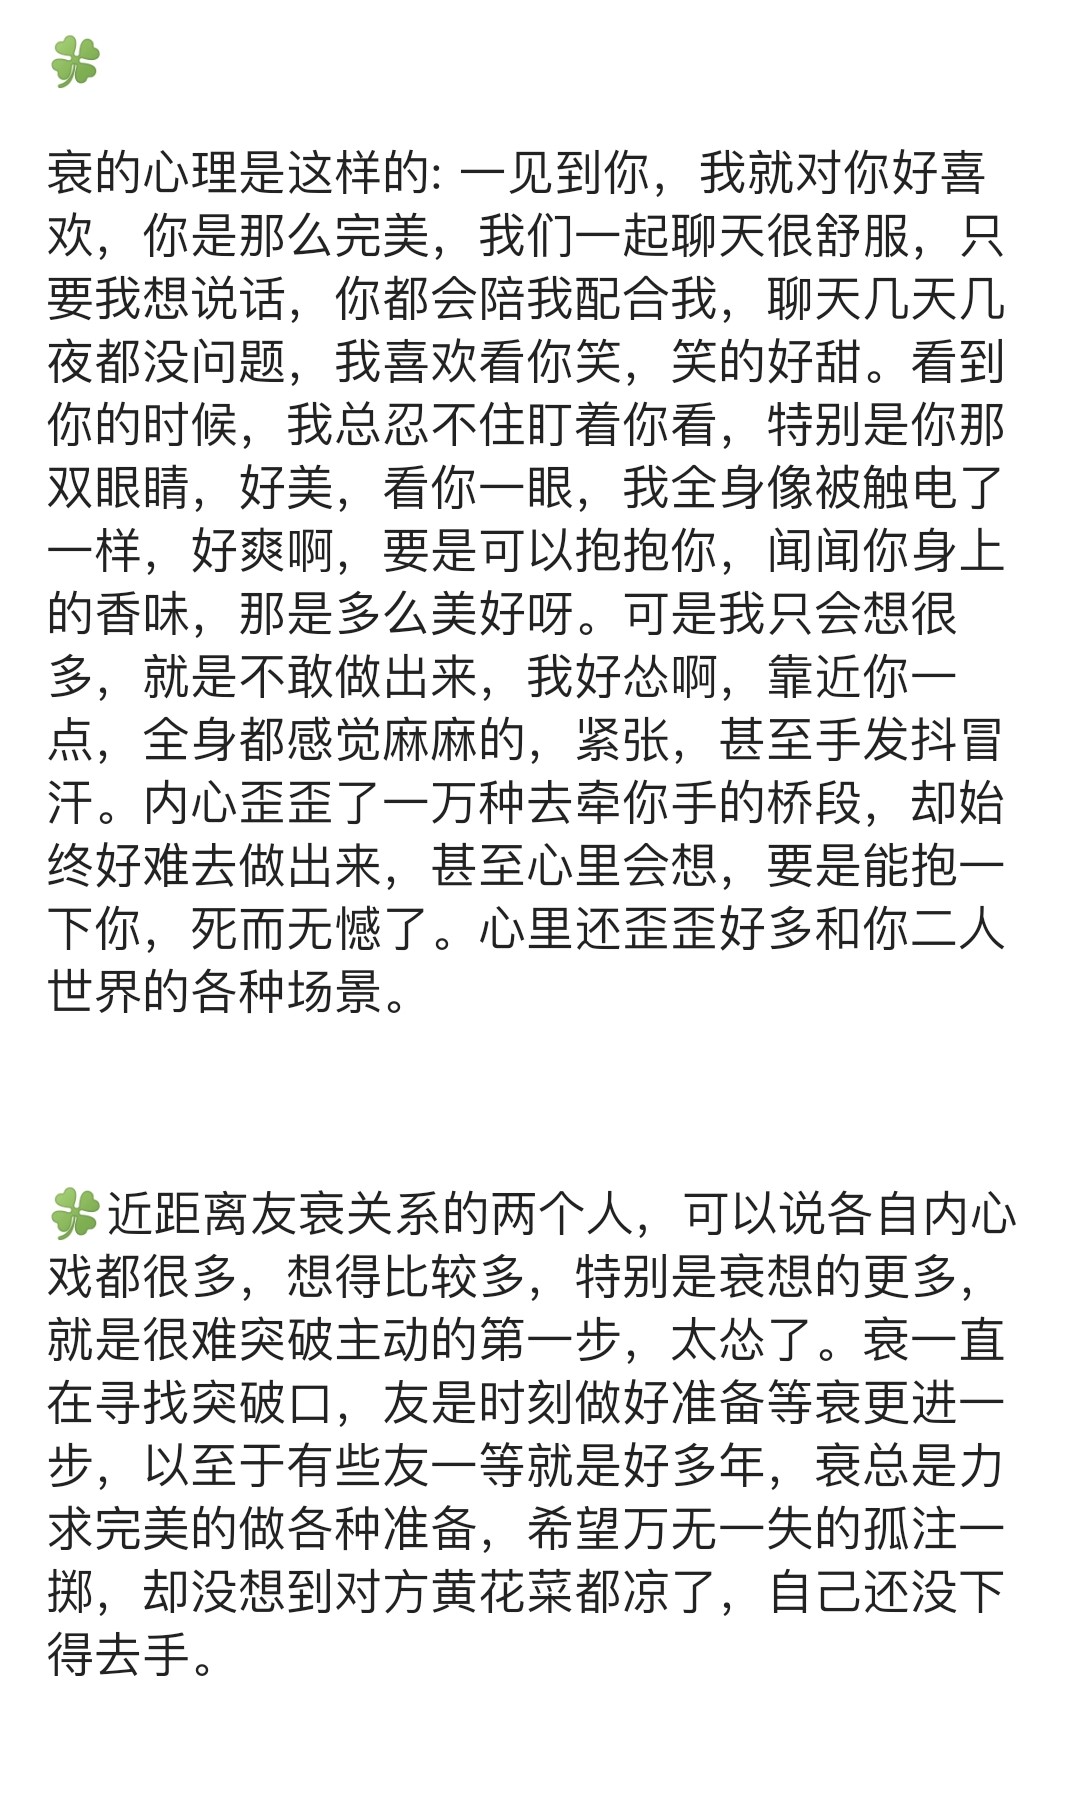 🍀
衰的心理是这样的: 一见到你，我就对你好喜
欢，你是那么完美，我们一起聊天很舒服，只
要我想说话，你都会陪我配合我，聊天几天几
夜都没问题，我喜欢看你笑，笑的好甜。看到
你的时候，我总忍不住盯着你看，特别是你那
双眼睛，好美，看你一眼，我全身像被触电了
一样，好爽啊，要是可以抱抱你，闻闻你身上
的香味，那是多么美好呀。可是我只会想很
多，就是不敢做出来，我好怂啊，靠近你一
点，全身都感觉麻麻的，紧张，甚至手发抖冒
汗。内心歪歪了一万种去牵你手的桥段，却始
终好难去做出来，甚至心里会想，要是能抱一
下你，死而无憾了。心里还歪歪好多和你二人
世界的各种场景。
🍀近距离友衰关系的两个人，可以说各自内心
戏都很多，想得比较多，特别是衰想的更多，
就是很难突破主动的第一步，太怂了。衰一直
在寻找突破口，友是时刻做好准备等衰更进一
步，以至于有些友一等就是好多年，衰总是力
求完美的做各种准备，希望万无一失的孤注一
掷，却没想到对方黄花菜都凉了，自己还没下
得去手。